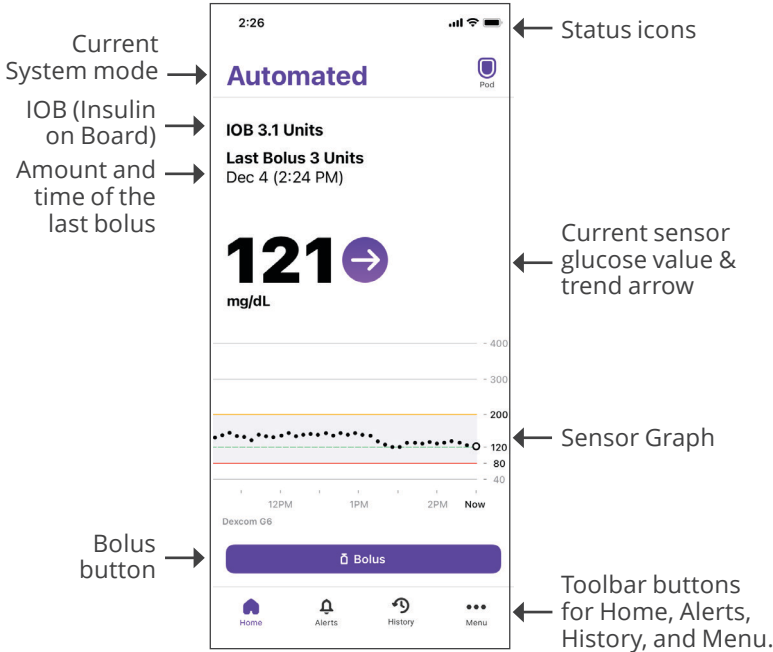 2:26
Status icons
Current
System mode
Automated
Pod
IOB (Insulin
on Board)
IOB 3.1 Units
Amount and
time of the
last bolus
Last Bolus 3 Units
Dec 4 (2:24 PM)
121
mg/dL
Current sensor
glucose value &
trend arrow
- 400
- 300
- 200
- 120
- 80
- 40
Sensor Graph
12PM 1PM 2PM Now
Dexcom G6
Bolus
button
Bolus
Home Alerts History Menu
Toolbar buttons
for Home, Alerts,
History, and Menu.